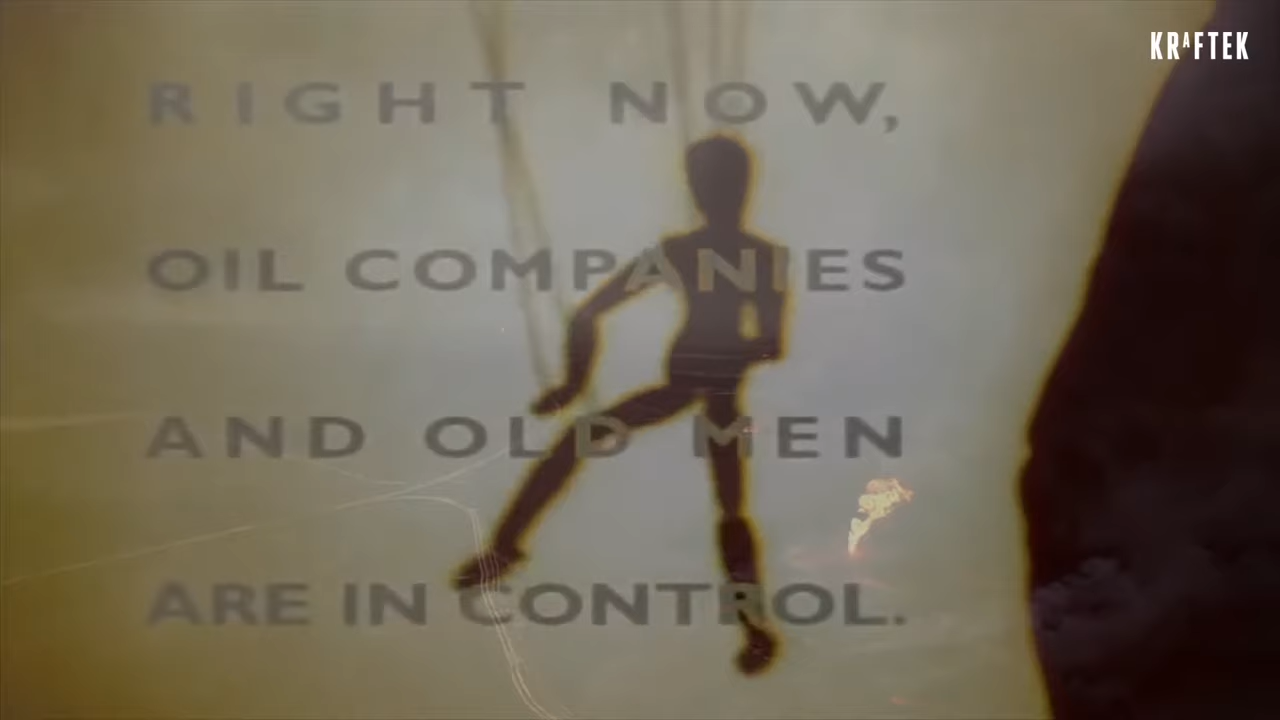 KRAFTEK
RIGHT NOW,
OIL COMPANIES
AND OLD MEN
ARE IN CONTROL.